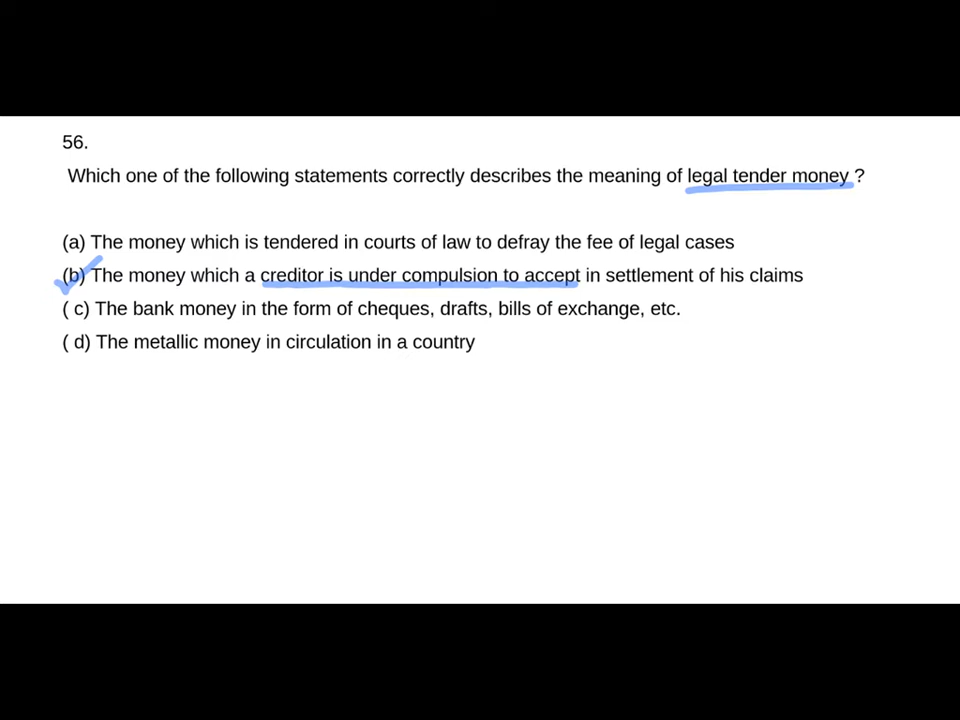 56.
Which one of the following statements correctly describes the meaning of legal tender money ?
(a) The money which is tendered in courts of law to defray the fee of legal cases
(b) The money which a creditor is under compulsion to accept in settlement of his claims
( c) The bank money in the form of cheques, drafts, bills of exchange, etc.
( d) The metallic money in circulation in a country